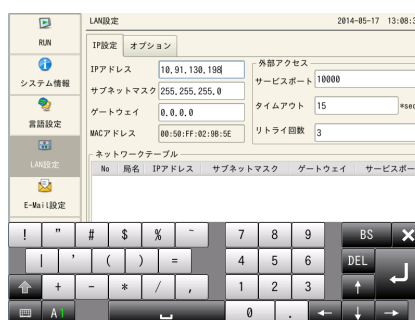 LAN設定 2014-05-17 13:08:3
RUN
システム情報
言語設定
LAN設定
E-Mail設定
IP設定 オプション
IPアドレス 10.91.130.198
サブネットマスク 255.255.255.0
ゲートウェイ 0.0.0.0
MACアドレス 00:50:FF:02:9B:5E
外部アクセス
サービスポート 10000
タイムアウト 15 *sec
リトライ回数 3
ネットワークテーブル
No 局名 IPアドレス サブネットマスク ゲートウェイ サービスポー
! " # $ % ~ 7 8 9 BS X
| ' ( ) = 4 5 6 DEL
+ - * / , 1 2 3
A1 0 .